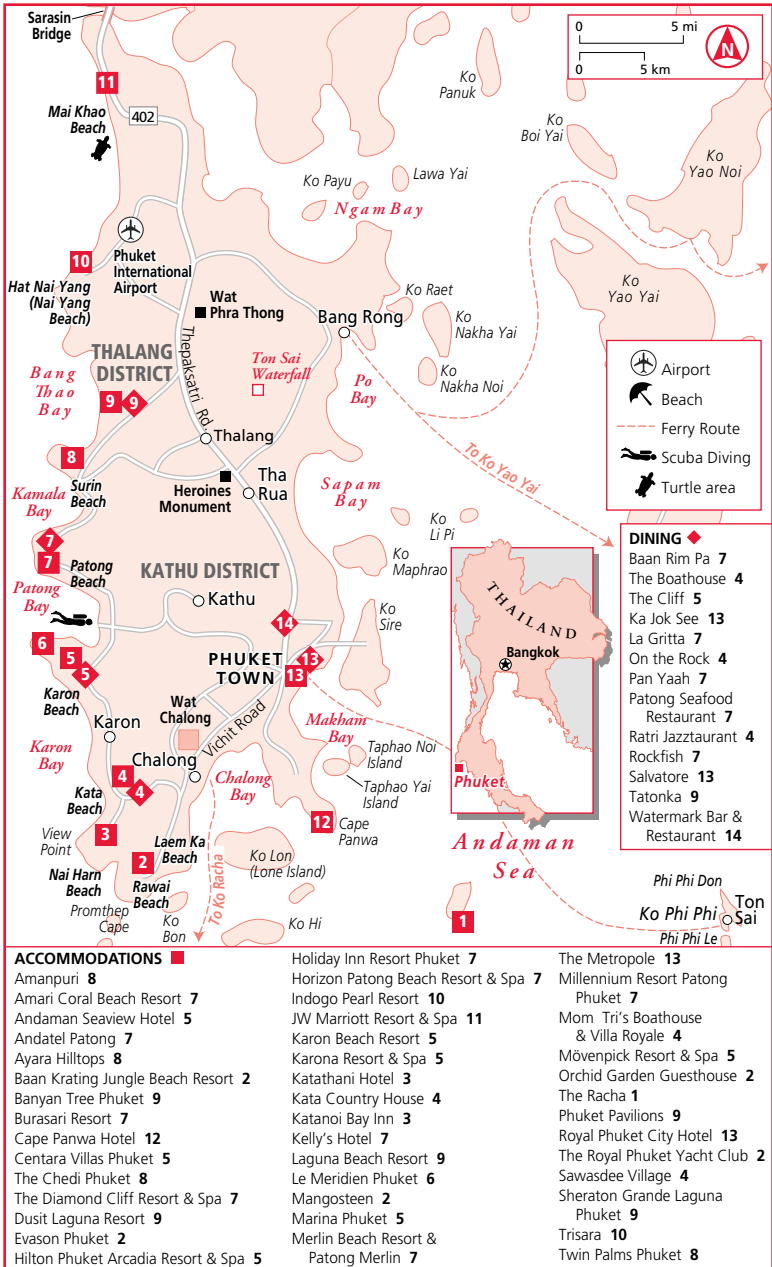 Sarasin
Bridge
0 5 mi
0 5 km
N
11
Mai Khao
Beach
402
Ko
Panuk
Ko
Boi Yai
Ko
Yao Noi
Ko Payu
Lawa Yai
Ngam Bay
10
Phuket
International
Airport
Hat Nai Yang
(Nai Yang
Beach)
Wat
Phra Thong
Ko Raet
Bang Rong
Ko
Nakha Yai
Ko
Yao Yai
THALANG
DISTRICT
Thepaksatri Rd.
Ton Sai
Waterfall
Ko
Nakha Noi
Po
Bay
Bang
Thao
Bay
9 9
Thalang
To Ko Yao Yai
8
Surin
Beach
Heroines
Monument
Tha
Rua
Sapam
Bay
Kamala
Bay
Ko
Li Pi
7
7
Patong
Beach
Ko
Maphrao
KATHU DISTRICT
Patong
Bay
Kathu
Ko
Sire
14
6
5
5
PHUKET
TOWN
13
13
Karon
Beach
Wat
Chalong
Karon
Vichit Road
Makham
Bay
Karon
Bay
Chalong
Taphao Noi
Island
Chalong
Bay
Taphao Yai
Island
4
4
Kata
Beach
12
Cape
Panwa
View
Point
3
Laem Ka
Beach
2
Nai Harn
Beach
Rawai
Beach
Ko Lon
(Lone Island)
To Ko Racha
Promthep
Cape
Ko
Bon
Ko Hi
THAILAND
Bangkok
Phuket
Andaman
Sea
1
Phi Phi Don
Ko Phi Phi
Ton
Sai
Phi Phi Le
Airport
Beach
Ferry Route
Scuba Diving
Turtle area
DINING
Baan Rim Pa 7
The Boathouse 4
The Cliff 5
Ka Jok See 13
La Gritta 7
On the Rock 4
Pan Yaah 7
Patong Seafood
Restaurant 7
Ratri Jazztaurant 4
Rockfish 7
Salvatore 13
Tatonka 9
Watermark Bar &
Restaurant 14
ACCOMMODATIONS
Amanpuri 8
Amari Coral Beach Resort 7
Andaman Seaview Hotel 5
Andatel Patong 7
Ayara Hilltops 8
Baan Krating Jungle Beach Resort 2
Banyan Tree Phuket 9
Burasari Resort 7
Cape Panwa Hotel 12
Centara Villas Phuket 5
The Chedi Phuket 8
The Diamond Cliff Resort & Spa 7
Dusit Laguna Resort 9
Evason Phuket 2
Hilton Phuket Arcadia Resort & Spa 5
Holiday Inn Resort Phuket 7
Horizon Patong Beach Resort & Spa 7
Indogo Pearl Resort 10
JW Marriott Resort & Spa 11
Karon Beach Resort 5
Karona Resort & Spa 5
Katathani Hotel 3
Kata Country House 4
Katanoi Bay Inn 3
Kelly's Hotel 7
Laguna Beach Resort 9
Le Meridien Phuket 6
Mangosteen 2
Marina Phuket 5
Merlin Beach Resort &
Patong Merlin 7
The Metropole 13
Millennium Resort Patong
Phuket 7
Mom Tri's Boathouse
& Villa Royale 4
Mövenpick Resort & Spa 5
Orchid Garden Guesthouse 2
The Racha 1
Phuket Pavilions 9
Royal Phuket City Hotel 13
The Royal Phuket Yacht Club 2
Sawasdee Village 4
Sheraton Grande Laguna
Phuket 9
Trisara 10
Twin Palms Phuket 8